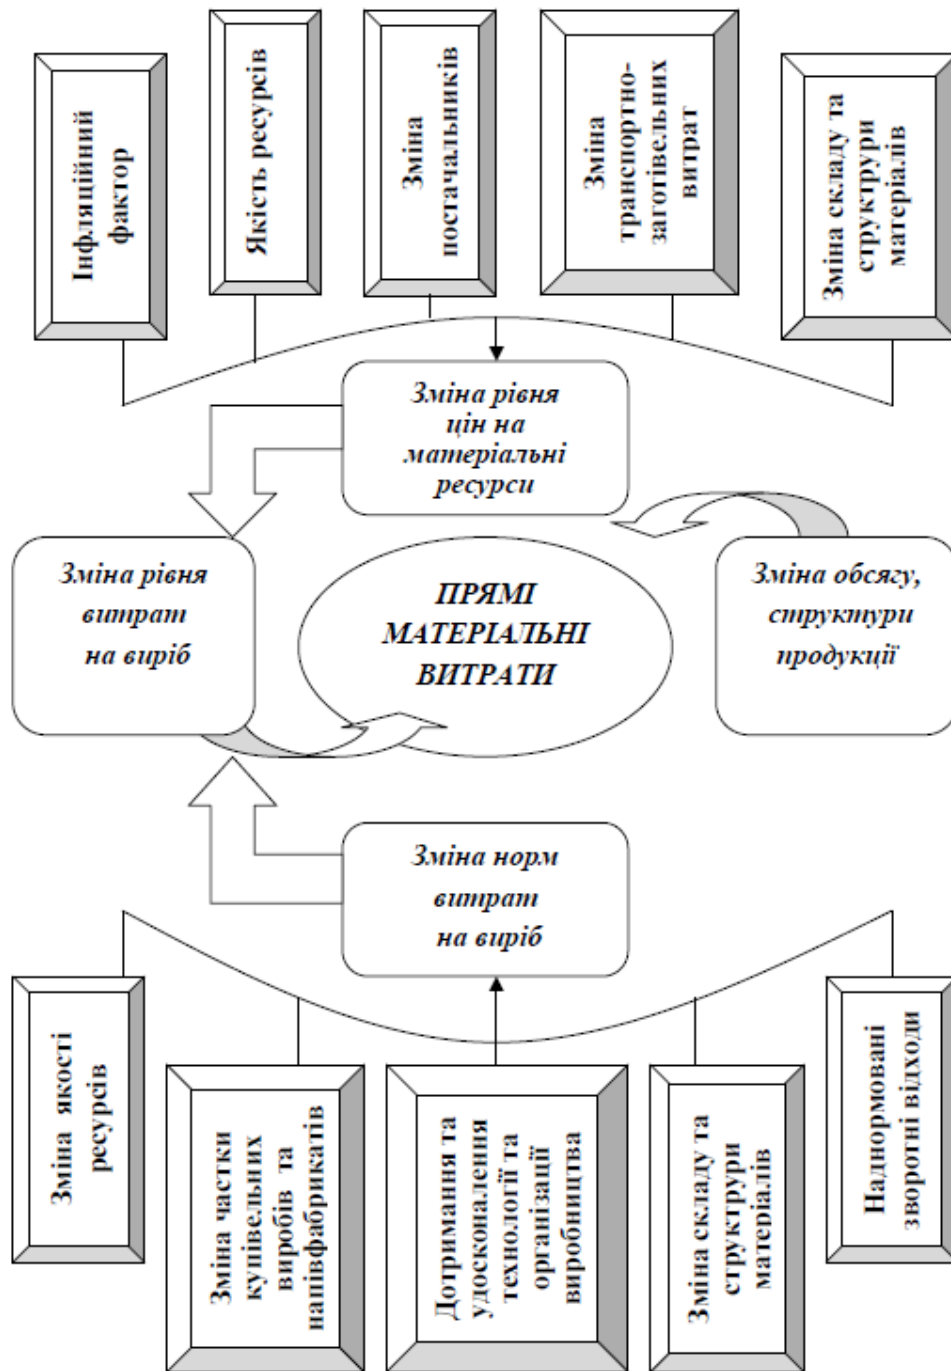 Інфляційний
фактор
Якість ресурсів
Зміна
постачальників
Зміна
транспортно-
заготівельних
витрат
Зміна складу та
структрури
матеріалів
Зміна рівня
цін на
матеріальні
ресурси
Зміна рівня
витрат
на виріб
ПРЯМІ
МАТЕРІАЛЬНІ
ВИТРАТИ
Зміна обсягу,
структури
продукції
Зміна норм
витрат
на виріб
Зміна якості
ресурсів
Зміна частки
купівельних
виробів та
напівфабрикатів
Дотримання та
удосконалення
технології та
організації
виробництва
Зміна складу та
структрури
матеріалів
Наднормовані
зворотні відходи